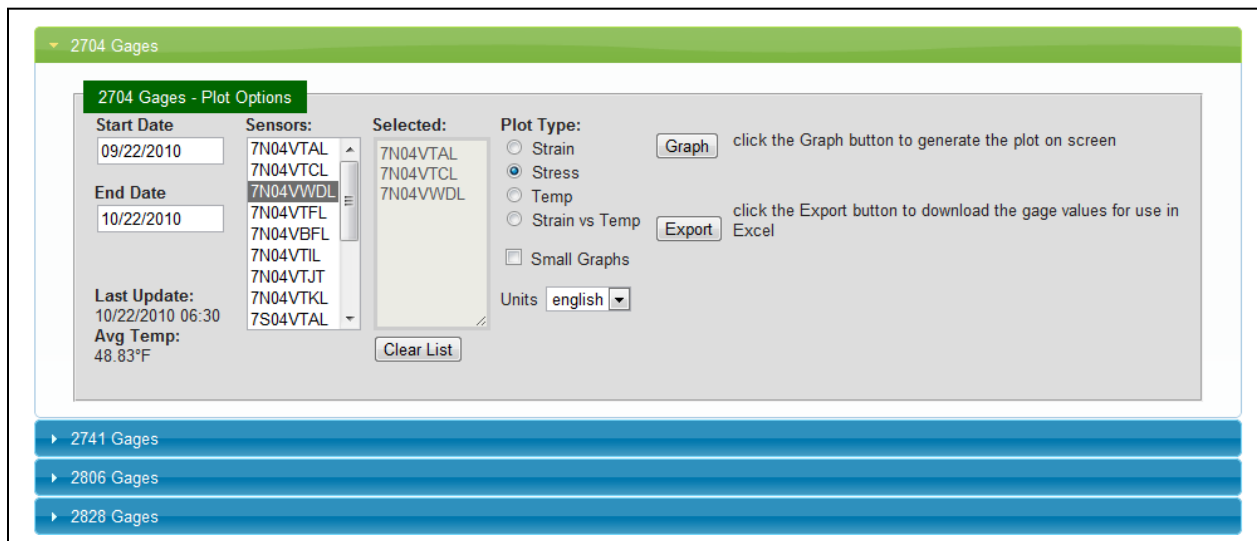 2704 Gages
2704 Gages - Plot Options
Start Date
09/22/2010
End Date
10/22/2010
Last Update:
10/22/2010 06:30
Avg Temp:
48.83°F
Sensors:
7N04VTAL
7N04VTCL
7N04VWDL
7N04VTFL
7N04VBFL
7N04VTIL
7N04VTJT
7N04VTKL
7S04VTAL
Selected:
7N04VTAL
7N04VTCL
7N04VWDL
Clear List
Plot Type:
Strain
Stress
Temp
Strain vs Temp
Small Graphs
Units english
Graph
click the Graph button to generate the plot on screen
Export
click the Export button to download the gage values for use in
Excel
2741 Gages
2806 Gages
2828 Gages